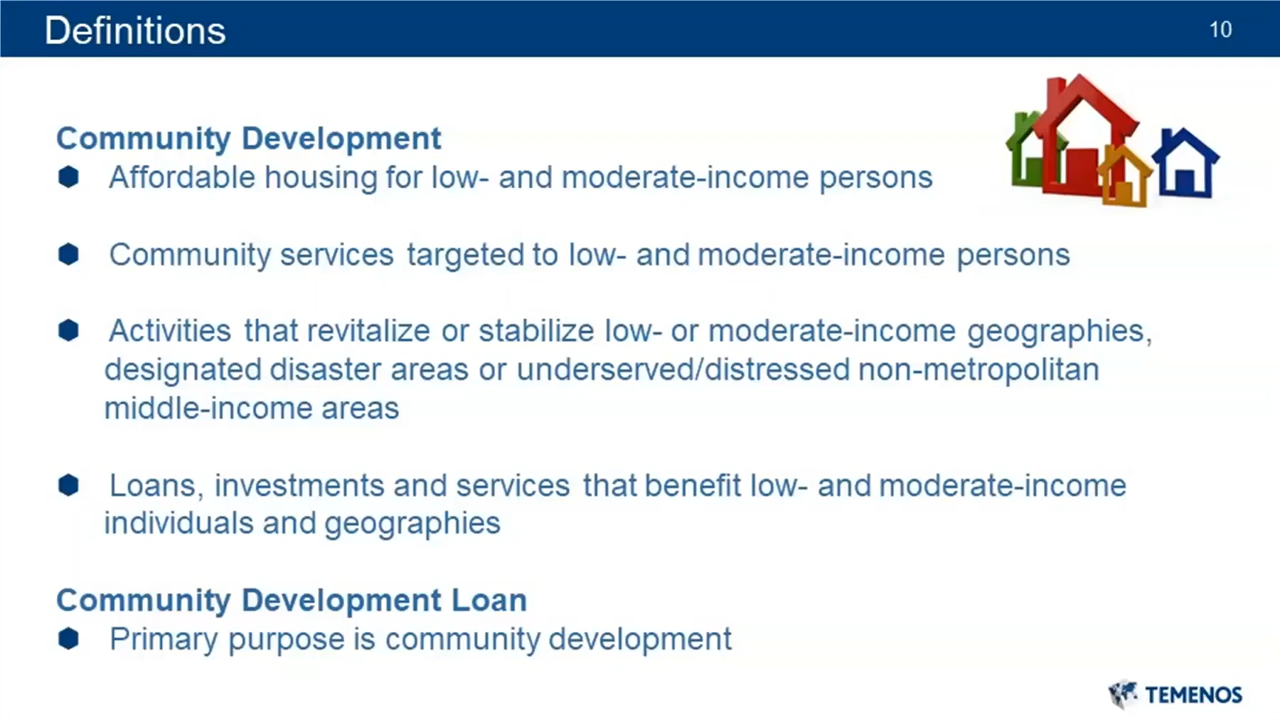 Definitions
10
Community Development
Affordable housing for low- and moderate-income persons
Community services targeted to low- and moderate-income persons
Activities that revitalize or stabilize low- or moderate-income geographies,
designated disaster areas or underserved/distressed non-metropolitan
middle-income areas
Loans, investments and services that benefit low- and moderate-income
individuals and geographies
Community Development Loan
Primary purpose is community development
TEMENOS